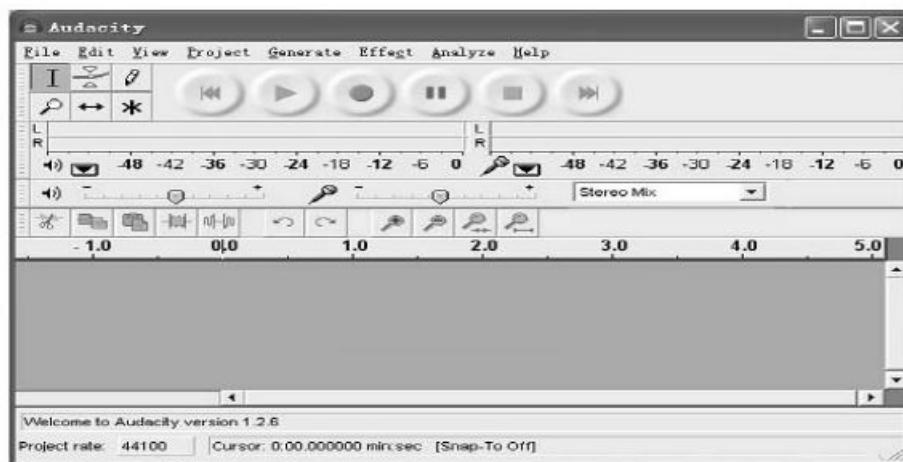 Audacity
File Edit View Project Generate Effect Analyze Help
L
R
-48 -42 -36 -30 -24 -18 -12 -6 0
L
R
-48 -42 -36 -30 -24 -18 -12 -6 0
- +
- +
Stereo Mix
- 1.0 0.0 1.0 2.0 3.0 4.0 5.0
Welcome to Audacity version 1.2.6
Project rate: 44100 Cursor: 0:00.000000 min:sec [Snap-To Off]